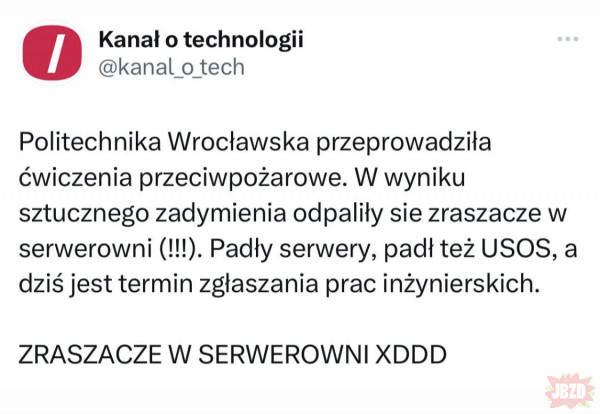 Kanał o technologii
@kanal_o_tech
Politechnika Wrocławska przeprowadziła
ćwiczenia przeciwpożarowe. W wyniku
sztucznego zadymienia odpaliły sie zraszacze w
serwerowni (!!!). Padły serwery, padł też USOS, a
dziś jest termin zgłaszania prac inżynierskich.
ZRASZACZE W SERWEROWNI XDDD
JBZD